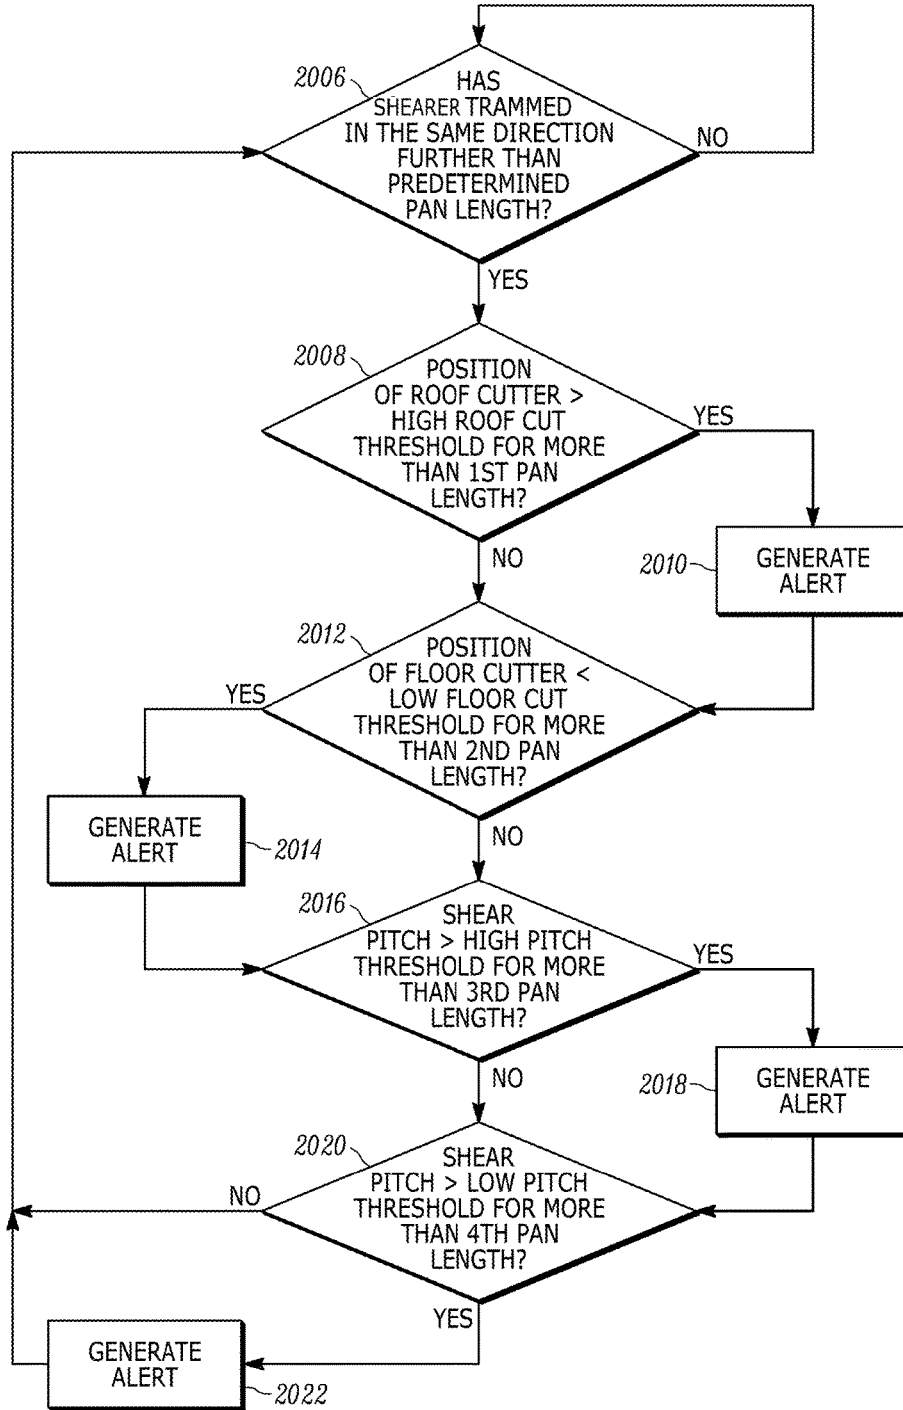 2006
HAS
SHEARER TRAMMED
IN THE SAME DIRECTION
FURTHER THAN
PREDETERMINED
PAN LENGTH?
NO
YES
2008
POSITION
OF ROOF CUTTER >
HIGH ROOF CUT
THRESHOLD FOR MORE
THAN 1ST PAN
LENGTH?
YES
NO
2010
GENERATE
ALERT
2012
POSITION
OF FLOOR CUTTER <
LOW FLOOR CUT
THRESHOLD FOR MORE
THAN 2ND PAN
LENGTH?
YES
NO
GENERATE
ALERT
2014
2016
SHEAR
PITCH > HIGH PITCH
THRESHOLD FOR MORE
THAN 3RD PAN
LENGTH?
YES
NO
2018
GENERATE
ALERT
2020
SHEAR
PITCH > LOW PITCH
THRESHOLD FOR MORE
THAN 4TH PAN
LENGTH?
NO
YES
GENERATE
ALERT
2022